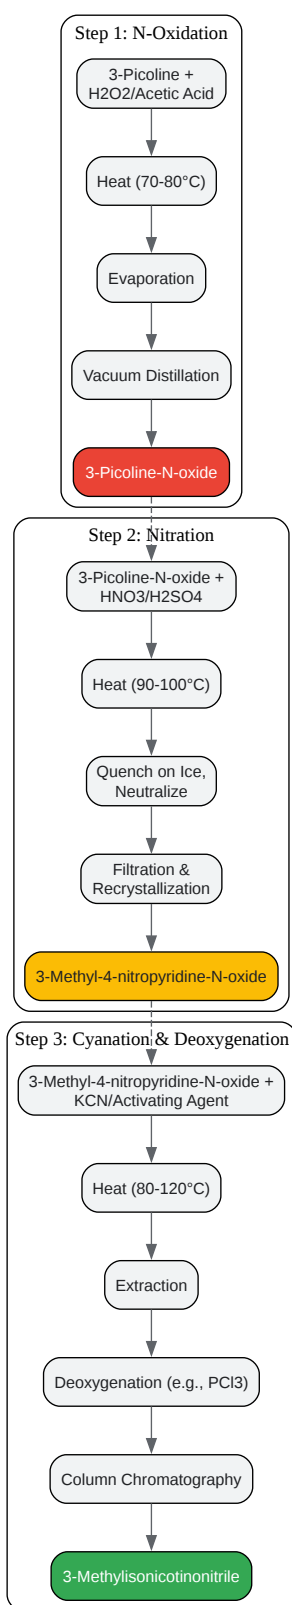 Step 1: N-Oxidation
3-Picoline +
H2O2/Acetic Acid
Heat (70-80°C)
Evaporation
Vacuum Distillation
3-Picoline-N-oxide
Step 2: Nitration
3-Picoline-N-oxide +
HNO3/H2SO4
Heat (90-100°C)
Quench on Ice,
Neutralize
Filtration &
Recrystallization
3-Methyl-4-nitropyridine-N-oxide
Step 3: Cyanation & Deoxygenation
3-Methyl-4-nitropyridine-N-oxide +
KCN/Activating Agent
Heat (80-120°C)
Extraction
Deoxygenation (e.g., PCl3)
Column Chromatography
3-Methylisonicotinonitrile